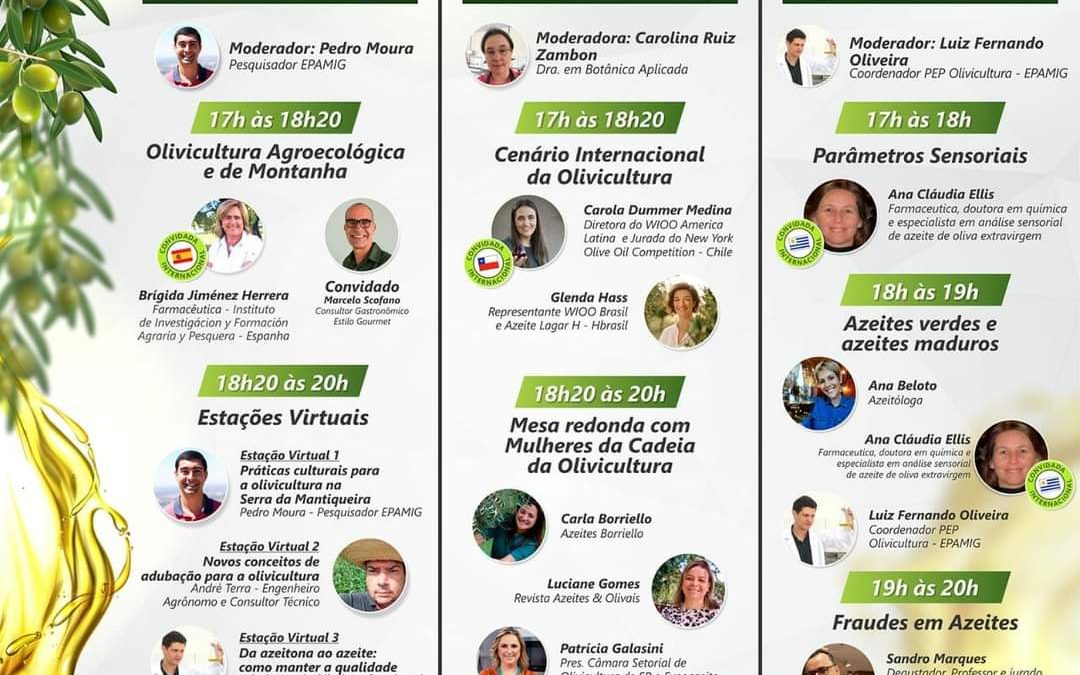 Moderador: Pedro Moura
Pesquisador EPAMIG
17h às 18h20
Olivicultura Agroecológica
e de Montanha
CONVIDADA
INTERNACIONAL
Brígida Jiménez Herrera
Farmacêutica - Instituto
de Investigácion y Formación
Agraria y Pesquera - Espanha
Convidado
Marcelo Scofano
Consultor Gastronômico
Estilo Gourmet
18h20 às 20h
Estações Virtuais
Estação Virtual 1
Práticas culturais para
a olivicultura na
Serra da Mantiqueira
Pedro Moura - Pesquisador EPAMIG
Estação Virtual 2
Novos conceitos de
adubação para a olivicultura
André Terra - Engenheiro
Agrônomo e Consultor Técnico
Estação Virtual 3
Da azeitona ao azeite:
como manter a qualidade
Moderadora: Carolina Ruiz
Zambon
Dra. em Botânica Aplicada
17h às 18h20
Cenário Internacional
da Olivicultura
CONVIDADA
INTERNACIONAL
Carola Dummer Medina
Diretora do WIOO America
Latina e Jurada do New York
Olive Oil Competition - Chile
Glenda Hass
Representante WIOO Brasil
e Azeite Lagar H - Hbrasil
18h20 às 20h
Mesa redonda com
Mulheres da Cadeia
da Olivicultura
Carla Borriello
Azeites Borriello
Luciane Gomes
Revista Azeites & Olivais
Patrícia Galasini
Pres. Câmara Setorial de
Moderador: Luiz Fernando
Oliveira
Coordenador PEP Olivicultura - EPAMIG
17h às 18h
Parâmetros Sensoriais
CONVIDADA
INTERNACIONAL
Ana Cláudia Ellis
Farmaceutica, doutora em química
e especialista em análise sensorial
de azeite de oliva extravirgem
18h às 19h
Azeites verdes e
azeites maduros
Ana Beloto
Azeitóloga
Ana Cláudia Ellis
Farmaceutica, doutora em química e
especialista em análise sensorial
de azeite de oliva extravirgem
CONVIDADA
INTERNACIONAL
Luiz Fernando Oliveira
Coordenador PEP
Olivicultura - EPAMIG
19h às 20h
Fraudes em Azeites
Sandro Marques
Degustador, Professor e jurado